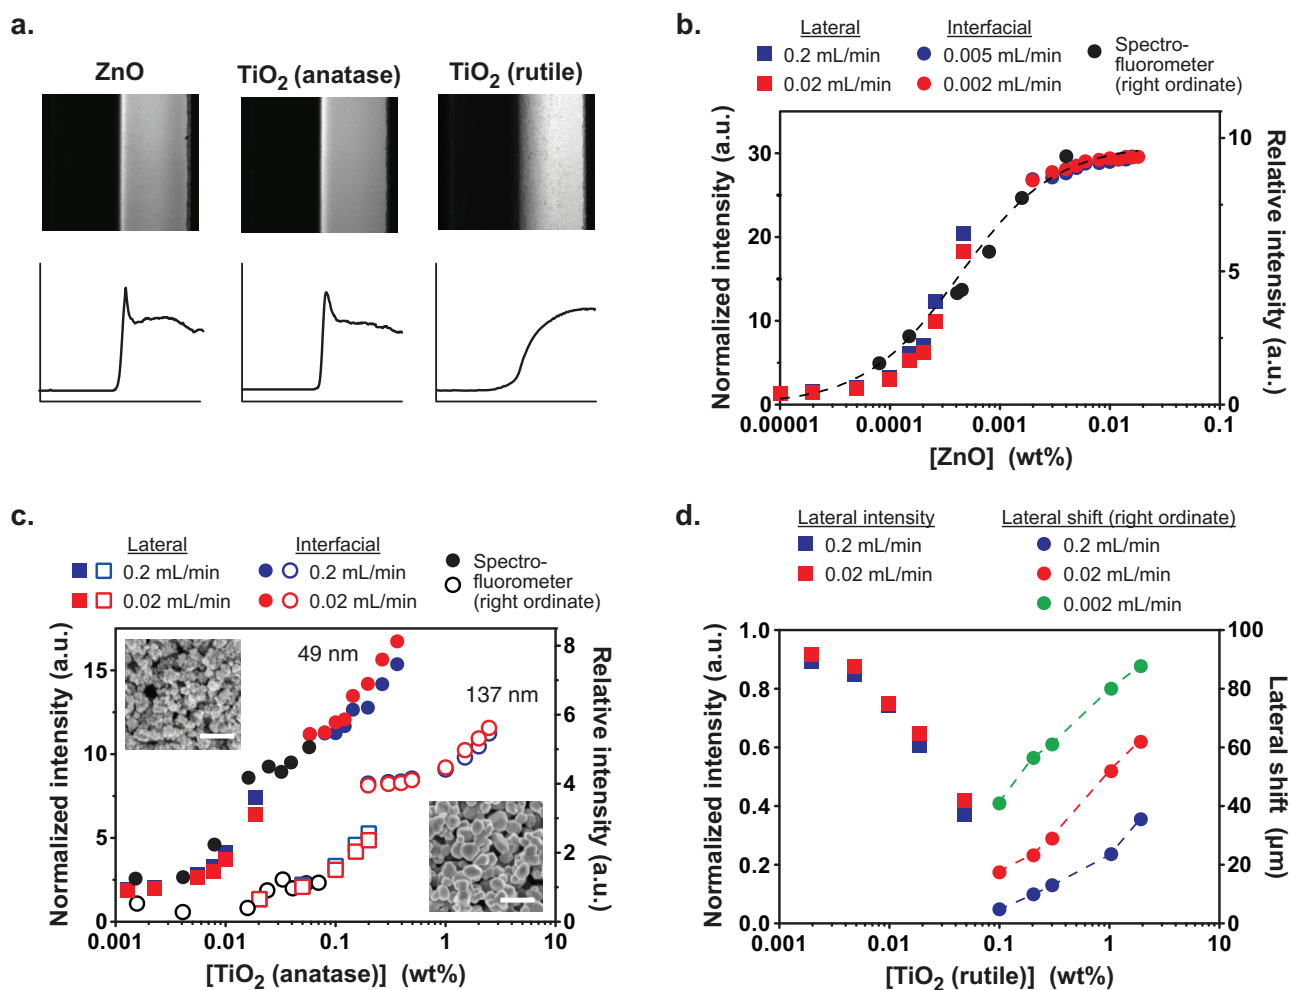 a.
ZnO
TiO2 (anatase)
TiO2 (rutile)
b.
Lateral
0.2 mL/min
0.02 mL/min
Interfacial
0.005 mL/min
0.002 mL/min
Spectro-
fluorometer
(right ordinate)
Normalized intensity (a.u.)
30
20
10
0
Relative intensity (a.u.)
10
5
0
0.00001
0.0001
0.001
0.01
0.1
[ZnO] (wt%)
c.
Lateral
0.2 mL/min
0.02 mL/min
Interfacial
0.2 mL/min
0.02 mL/min
Spectro-
fluorometer
(right ordinate)
Normalized intensity (a.u.)
15
10
5
0
49 nm
137 nm
Relative intensity (a.u.)
8
6
4
2
0
0.001
0.01
0.1
1
10
[TiO2 (anatase)] (wt%)
d.
Lateral intensity
0.2 mL/min
0.02 mL/min
Lateral shift (right ordinate)
0.2 mL/min
0.02 mL/min
0.002 mL/min
Normalized intensity (a.u.)
1.0
0.8
0.6
0.4
0.2
0.0
Lateral shift (μm)
100
80
60
40
20
0
0.001
0.01
0.1
1
10
[TiO2 (rutile)] (wt%)